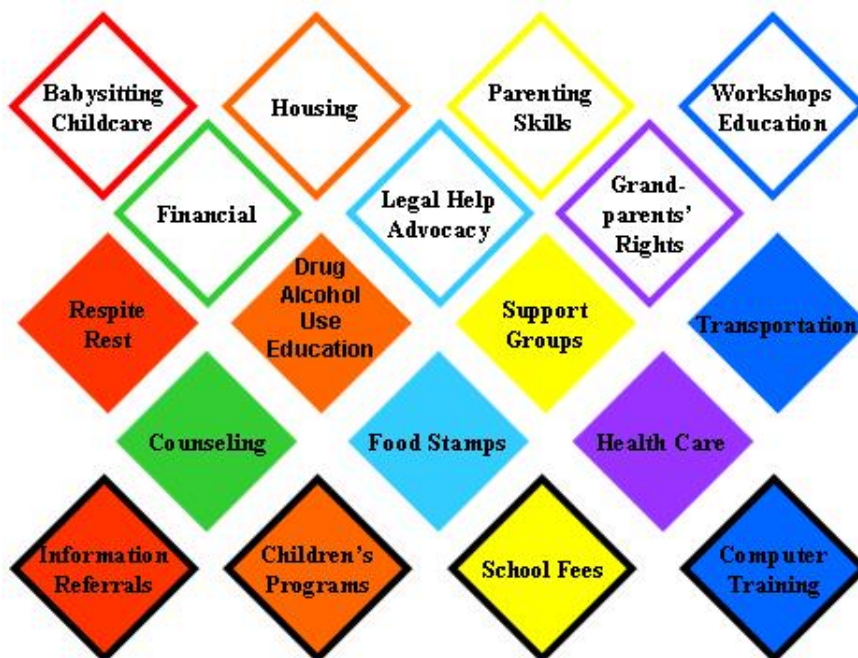 Babysitting
Childcare
Housing
Parenting
Skills
Workshops
Education
Financial
Legal Help
Advocacy
Grand-
parents'
Rights
Respite
Rest
Drug
Alcohol
Use
Education
Support
Groups
Transportation
Counseling
Food Stamps
Health Care
Information
Referrals
Children's
Programs
School Fees
Computer
Training